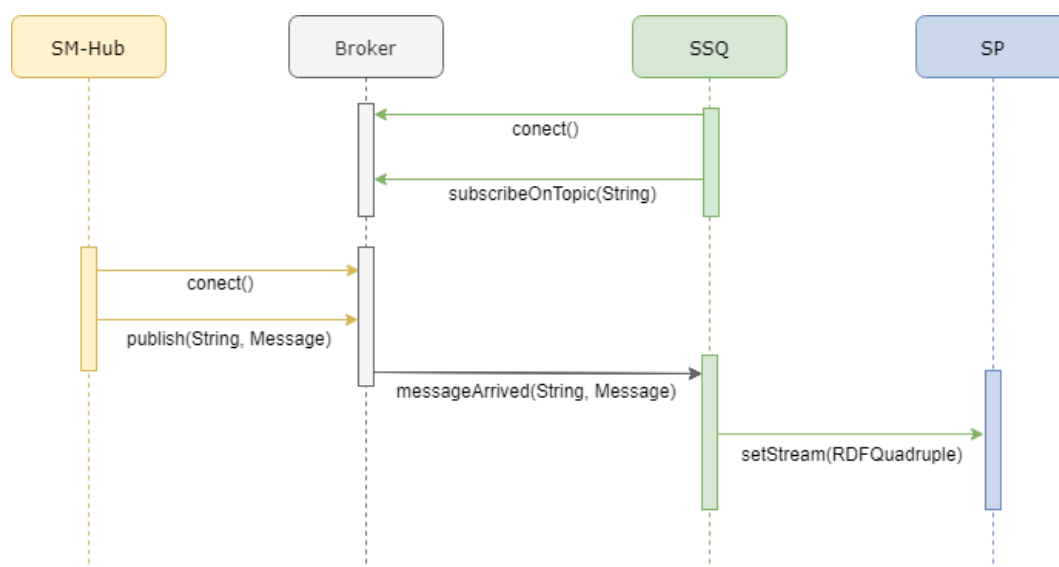 SM-Hub
Broker
SSQ
SP
conect()
subscribeOnTopic(String)
conect()
publish(String, Message)
messageArrived(String, Message)
setStream(RDFQuadruple)